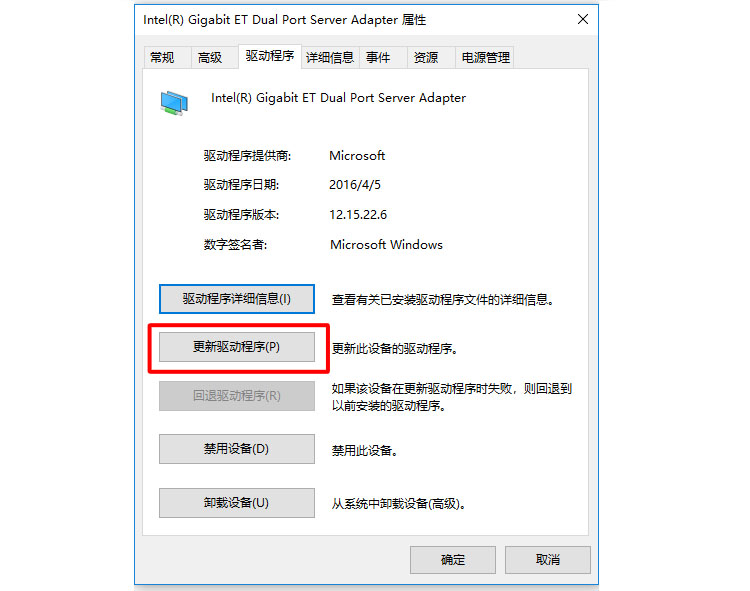 Intel(R) Gigabit ET Dual Port Server Adapter 属性
常规 高级 驱动程序 详细信息 事件 资源 电源管理
Intel(R) Gigabit ET Dual Port Server Adapter
驱动程序提供商: Microsoft
驱动程序日期: 2016/4/5
驱动程序版本: 12.15.22.6
数字签名者: Microsoft Windows
驱动程序详细信息(I) 查看有关已安装驱动程序文件的详细信息。
更新驱动程序(P) 更新此设备的驱动程序。
回退驱动程序(R) 如果该设备在更新驱动程序时失败，则回退到
以前安装的驱动程序。
禁用设备(D) 禁用此设备。
卸载设备(U) 从系统中卸载设备(高级)。
确定 取消